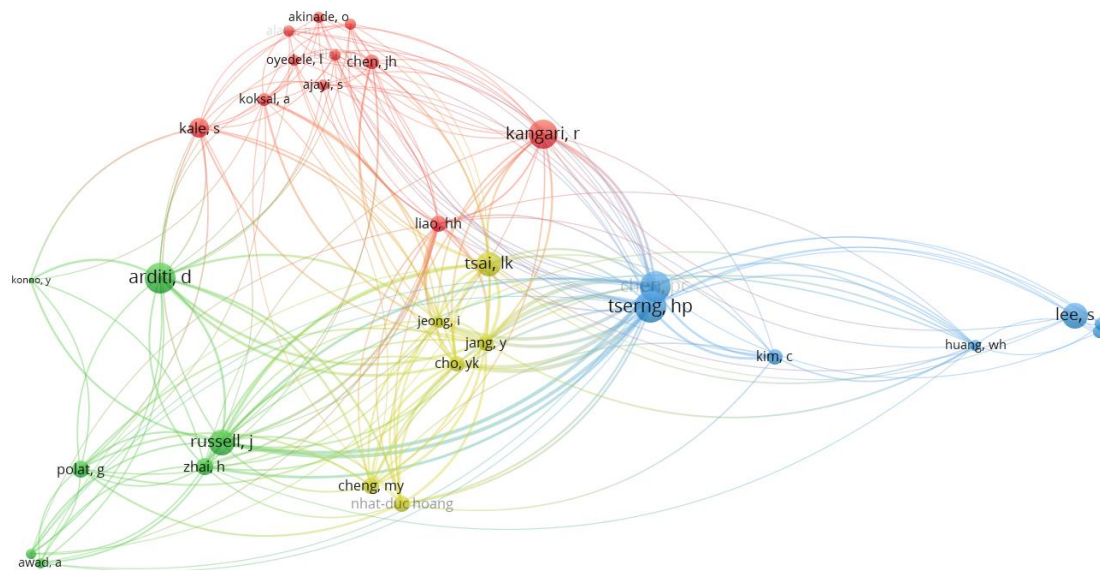 akinade, o
oyedele, l
chen, jh
ajayi, s
koksal, a
kale, s
kangari, r
liao, hh
tsai, lk
konno, y
arditi, d
tserng, hp
lee, s
jeong, i
jang, y
huang, wh
cho, yk
kim, c
russell, j
zhai, h
polat, g
cheng, my
nhat-duc hoang
awad, a